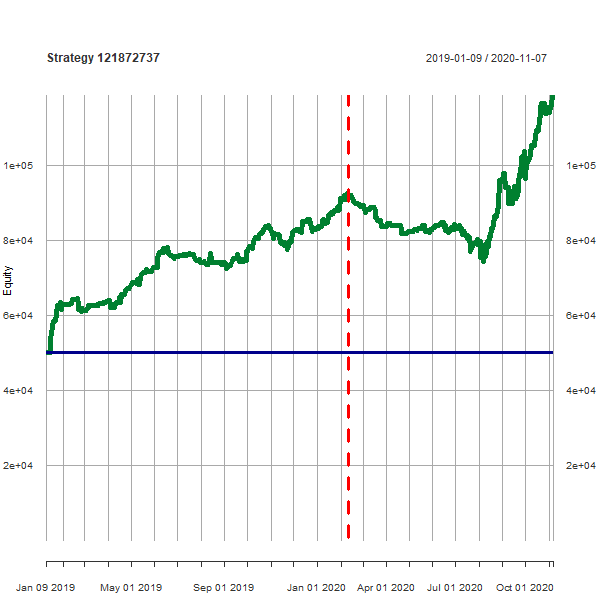 Strategy 121872737
2019-01-09 / 2020-11-07
1e+05
1e+05
8e+04
8e+04
Equity
6e+04
6e+04
4e+04
4e+04
2e+04
2e+04
Jan 09 2019
May 01 2019
Sep 01 2019
Jan 01 2020
Apr 01 2020
Jul 01 2020
Oct 01 2020